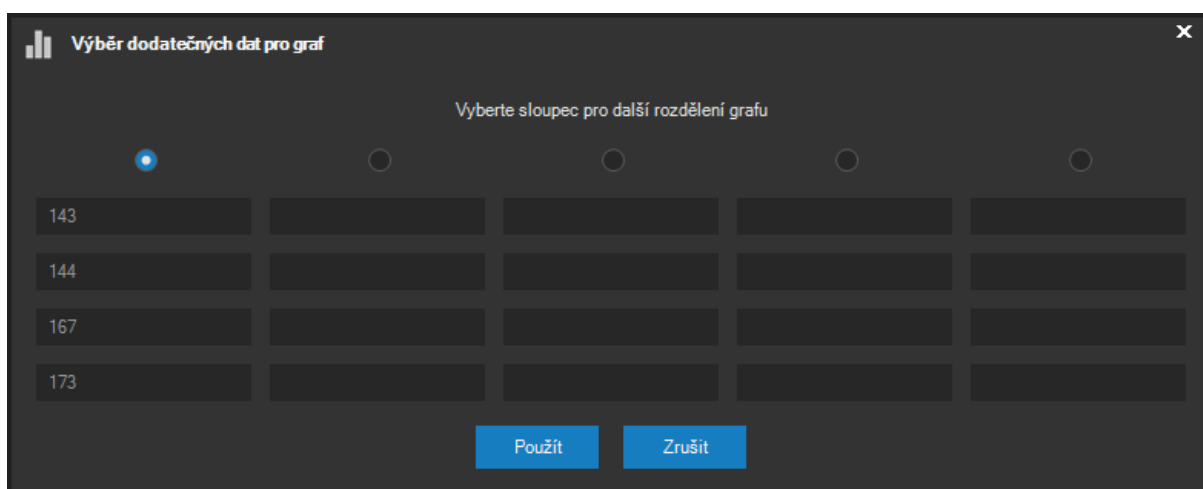 Výběr dodatečných dat pro graf
Vyberte sloupec pro další rozdělení grafu
143
144
167
173
Použít Zrušit